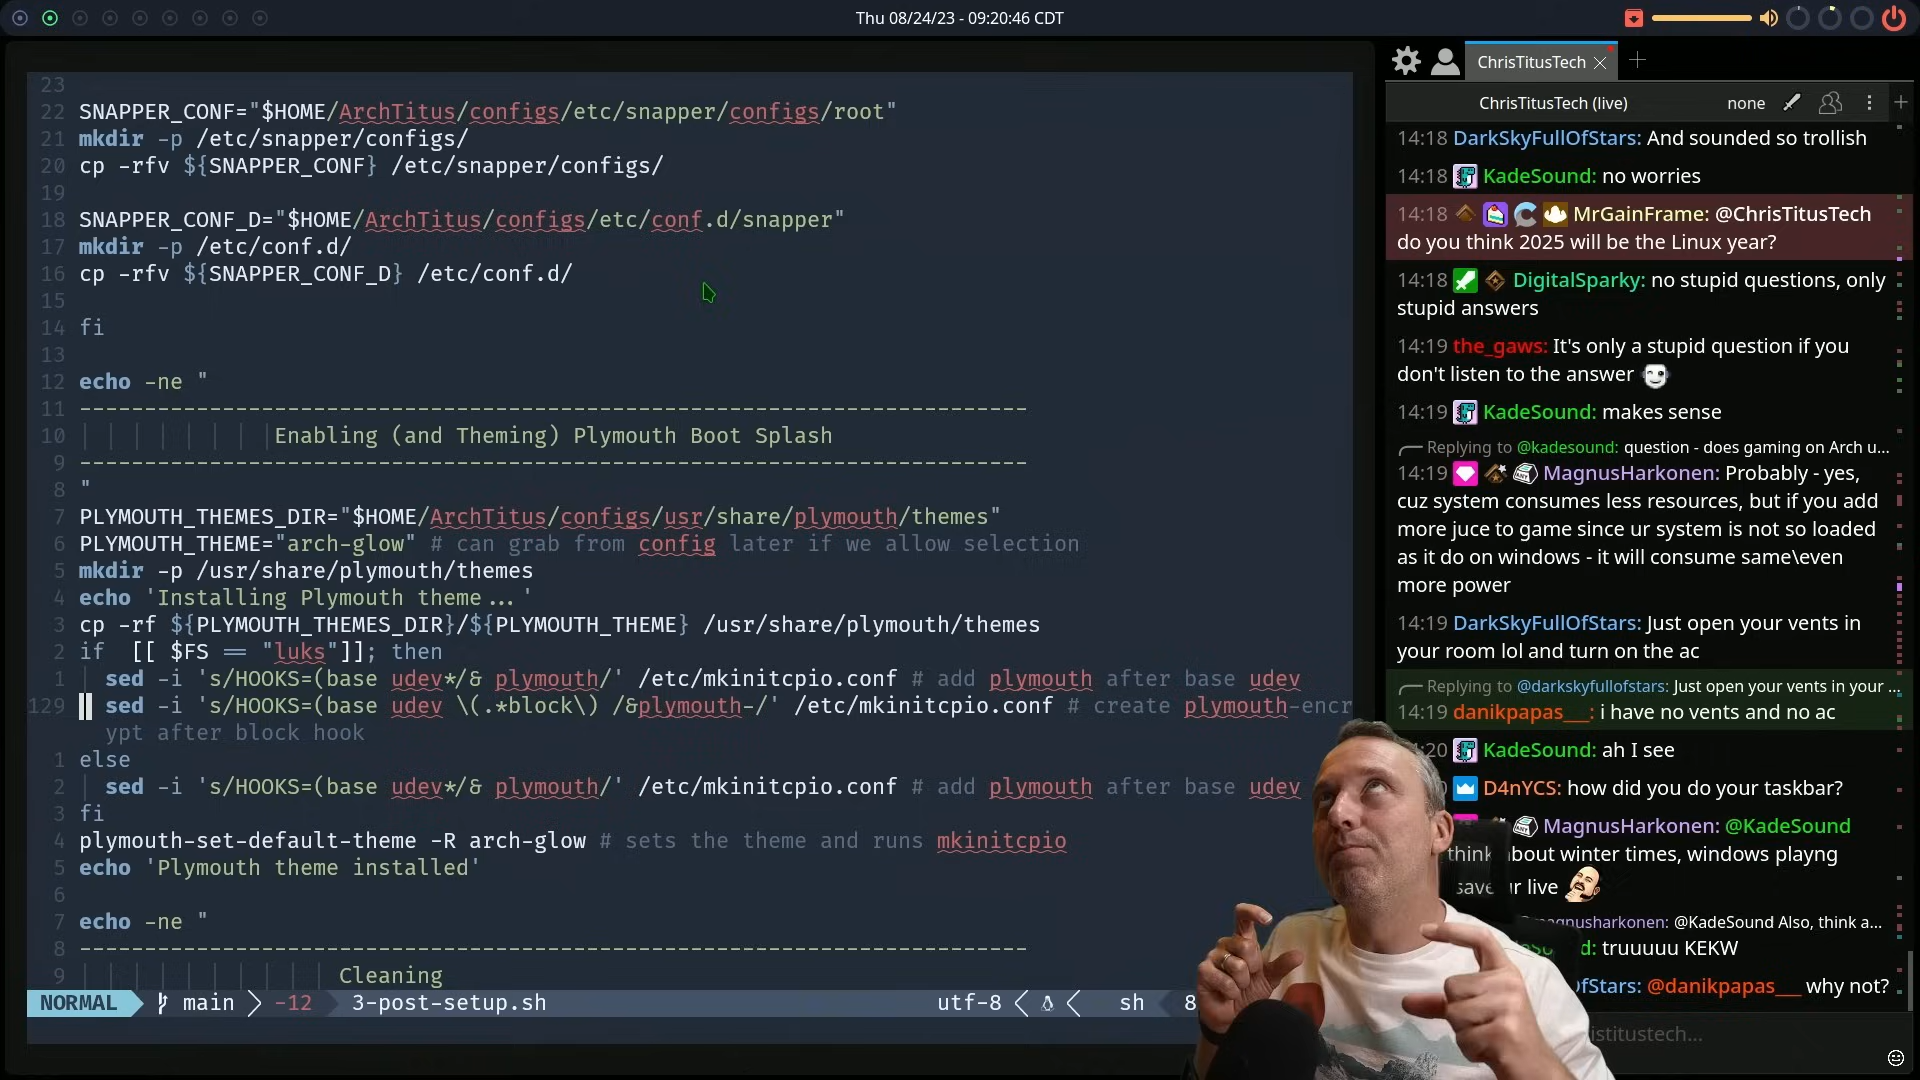 Thu 08/24/23 - 09:20:46 CDT
23
22 SNAPPER_CONF="$HOME/ArchTitus/configs/etc/snapper/configs/root"
21 mkdir -p /etc/snapper/configs/
20 cp -rfv ${SNAPPER_CONF} /etc/snapper/configs/
19
18 SNAPPER_CONF_D="$HOME/ArchTitus/configs/etc/conf.d/snapper"
17 mkdir -p /etc/conf.d/
16 cp -rfv ${SNAPPER_CONF_D} /etc/conf.d/
15
14 fi
13
12 echo -ne "
11 -------------------------------------------------------------------------
10 Enabling (and Theming) Plymouth Boot Splash
9 -------------------------------------------------------------------------
8 "
7 PLYMOUTH_THEMES_DIR="$HOME/ArchTitus/configs/usr/share/plymouth/themes"
6 PLYMOUTH_THEME="arch-glow" # can grab from config later if we allow selection
5 mkdir -p /usr/share/plymouth/themes
4 echo 'Installing Plymouth theme...'
3 cp -rf ${PLYMOUTH_THEMES_DIR}/${PLYMOUTH_THEME} /usr/share/plymouth/themes
2 if  [[ $FS == "luks"]]; then
1 sed -i 's/HOOKS=(base udev*/& plymouth/' /etc/mkinitcpio.conf # add plymouth after base udev
129 sed -i 's/HOOKS=(base udev \(.*block\) /&plymouth-/' /etc/mkinitcpio.conf # create plymouth-encr
ypt after block hook
1 else
2 sed -i 's/HOOKS=(base udev*/& plymouth/' /etc/mkinitcpio.conf # add plymouth after base udev
3 fi
4 plymouth-set-default-theme -R arch-glow # sets the theme and runs mkinitcpio
5 echo 'Plymouth theme installed'
6
7 echo -ne "
8 -------------------------------------------------------------------------
9 Cleaning
NORMAL main -12 3-post-setup.sh utf-8 sh 8
ChrisTitusTech
ChrisTitusTech (live) none
14:18 DarkSkyFullOfStars: And sounded so trollish
14:18 KadeSound: no worries
14:18 MrGainFrame: @ChrisTitusTech
do you think 2025 will be the Linux year?
14:18 DigitalSparky: no stupid questions, only
stupid answers
14:19 the_gaws: It's only a stupid question if you
don't listen to the answer
14:19 KadeSound: makes sense
Replying to @kadesound: question - does gaming on Arch u...
14:19 MagnusHarkonen: Probably - yes,
cuz system consumes less resources, but if you add
more juce to game since ur system is not so loaded
as it do on windows - it will consume same\even
more power
14:19 DarkSkyFullOfStars: Just open your vents in
your room lol and turn on the ac
Replying to @darkskyfullofstars: Just open your vents in your ...
14:19 danikpapas___: i have no vents and no ac
:20 KadeSound: ah I see
D4nYCS: how did you do your taskbar?
MagnusHarkonen: @KadeSound
think about winter times, windows playng
save ur live
magnusharkonen: @KadeSound Also, think a...
d: truuuuu KEKW
ofStars: @danikpapas___ why not?
istitustech...